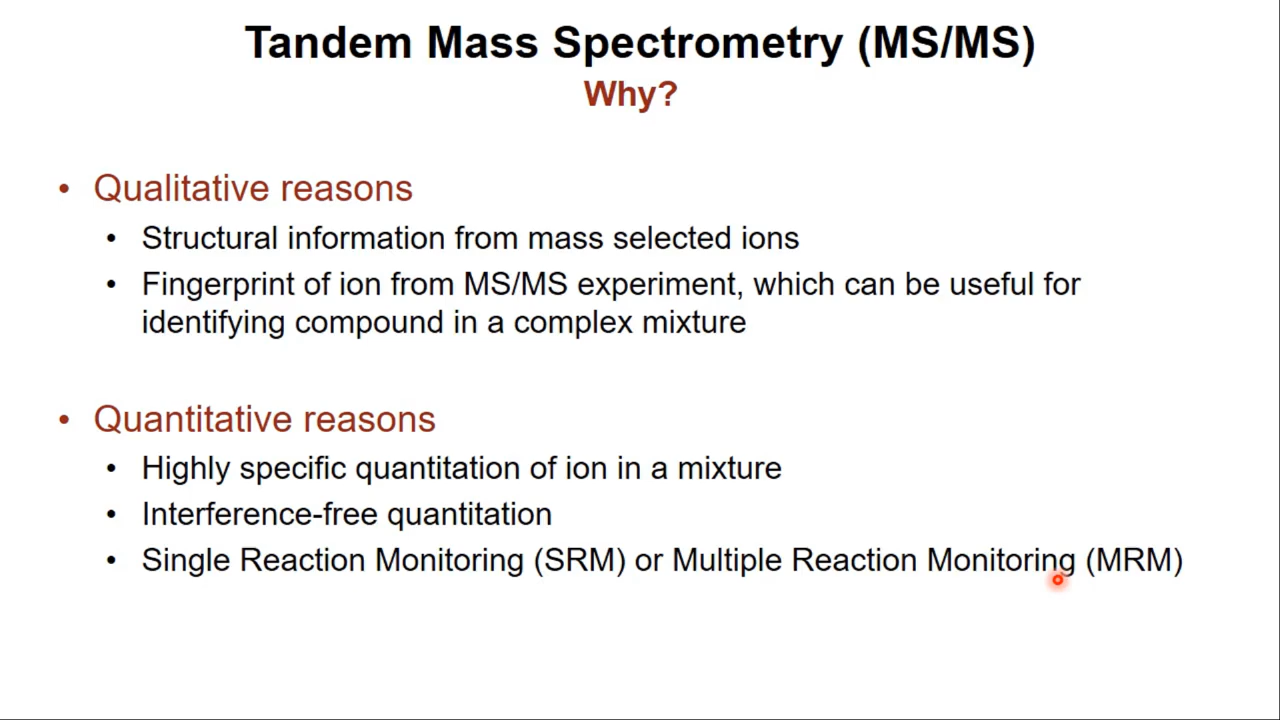 Tandem Mass Spectrometry (MS/MS)
Why?
• Qualitative reasons
• Structural information from mass selected ions
• Fingerprint of ion from MS/MS experiment, which can be useful for
identifying compound in a complex mixture
• Quantitative reasons
• Highly specific quantitation of ion in a mixture
• Interference-free quantitation
• Single Reaction Monitoring (SRM) or Multiple Reaction Monitoring (MRM)